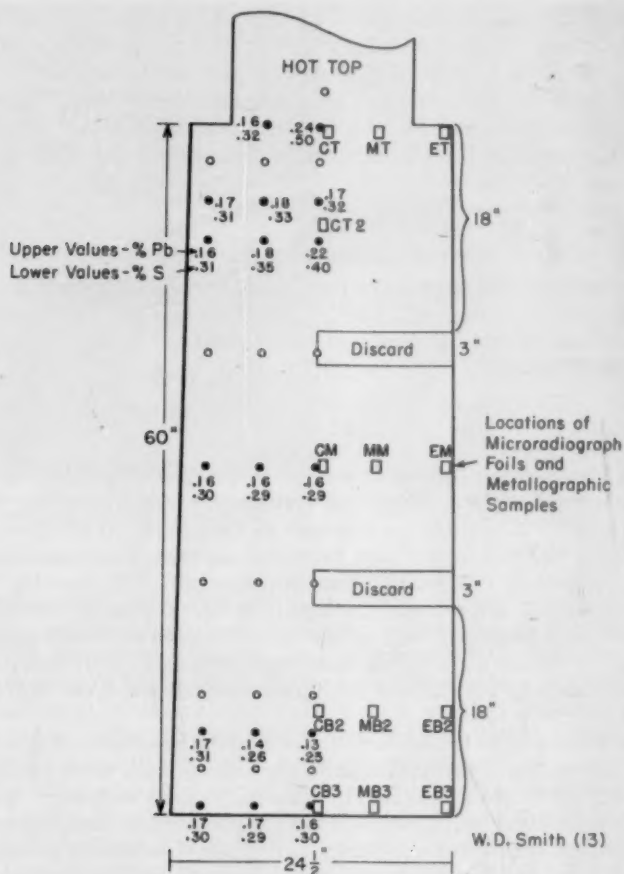 HOT TOP
.16 .24
.32 .50
CT MT ET
.17 .18 .17
.31 .33 .32
CT2
18"
Upper Values-% Pb .16 .18 .22
Lower Values-% S .31 .35 .40
Discard 3"
60"
CM MM EM
Locations of
Microradiograph
Foils and
Metallographic
Samples
.16 .16 .16
.30 .29 .29
Discard 3"
18"
CB2 MB2 EB2
.17 .14 .13
.31 .26 .25
CB3 MB3 EB3
.17 .17 .16
.30 .29 .30
W.D. Smith (13)
24 1/2"